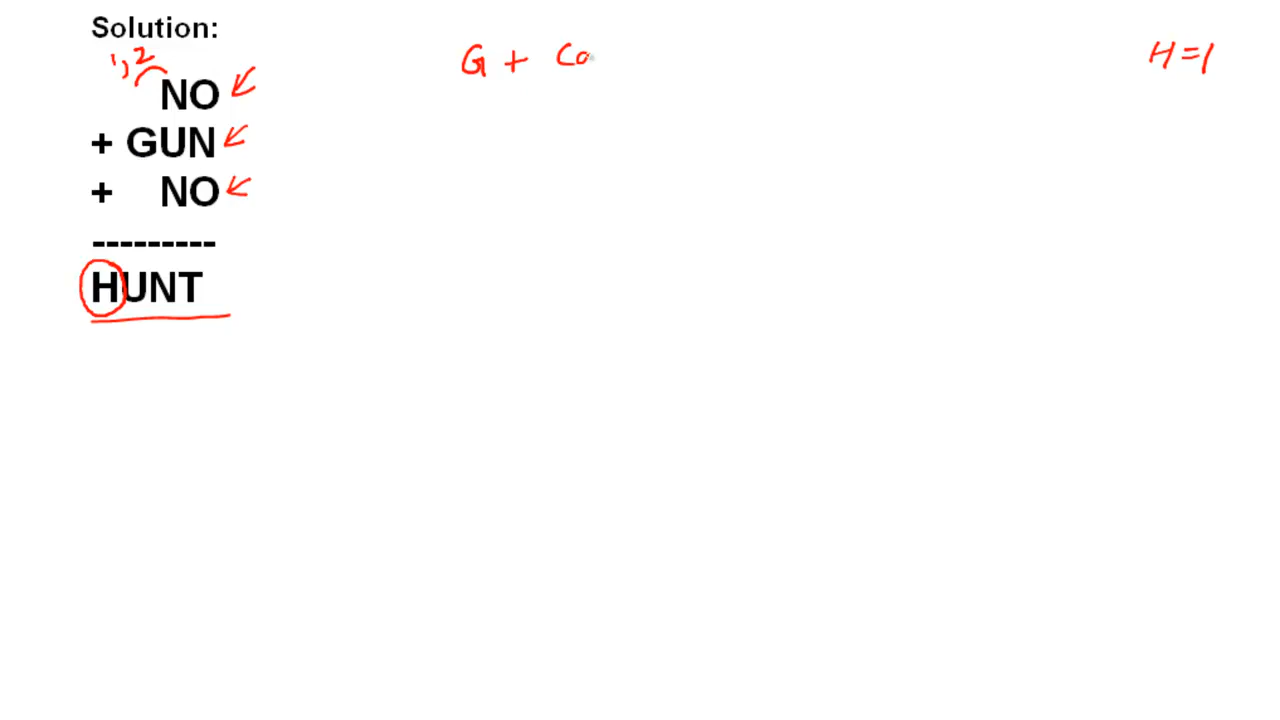 Solution:
G + Co
H = 1
1, 2
NO
+ GUN
+ NO
---------
HUNT